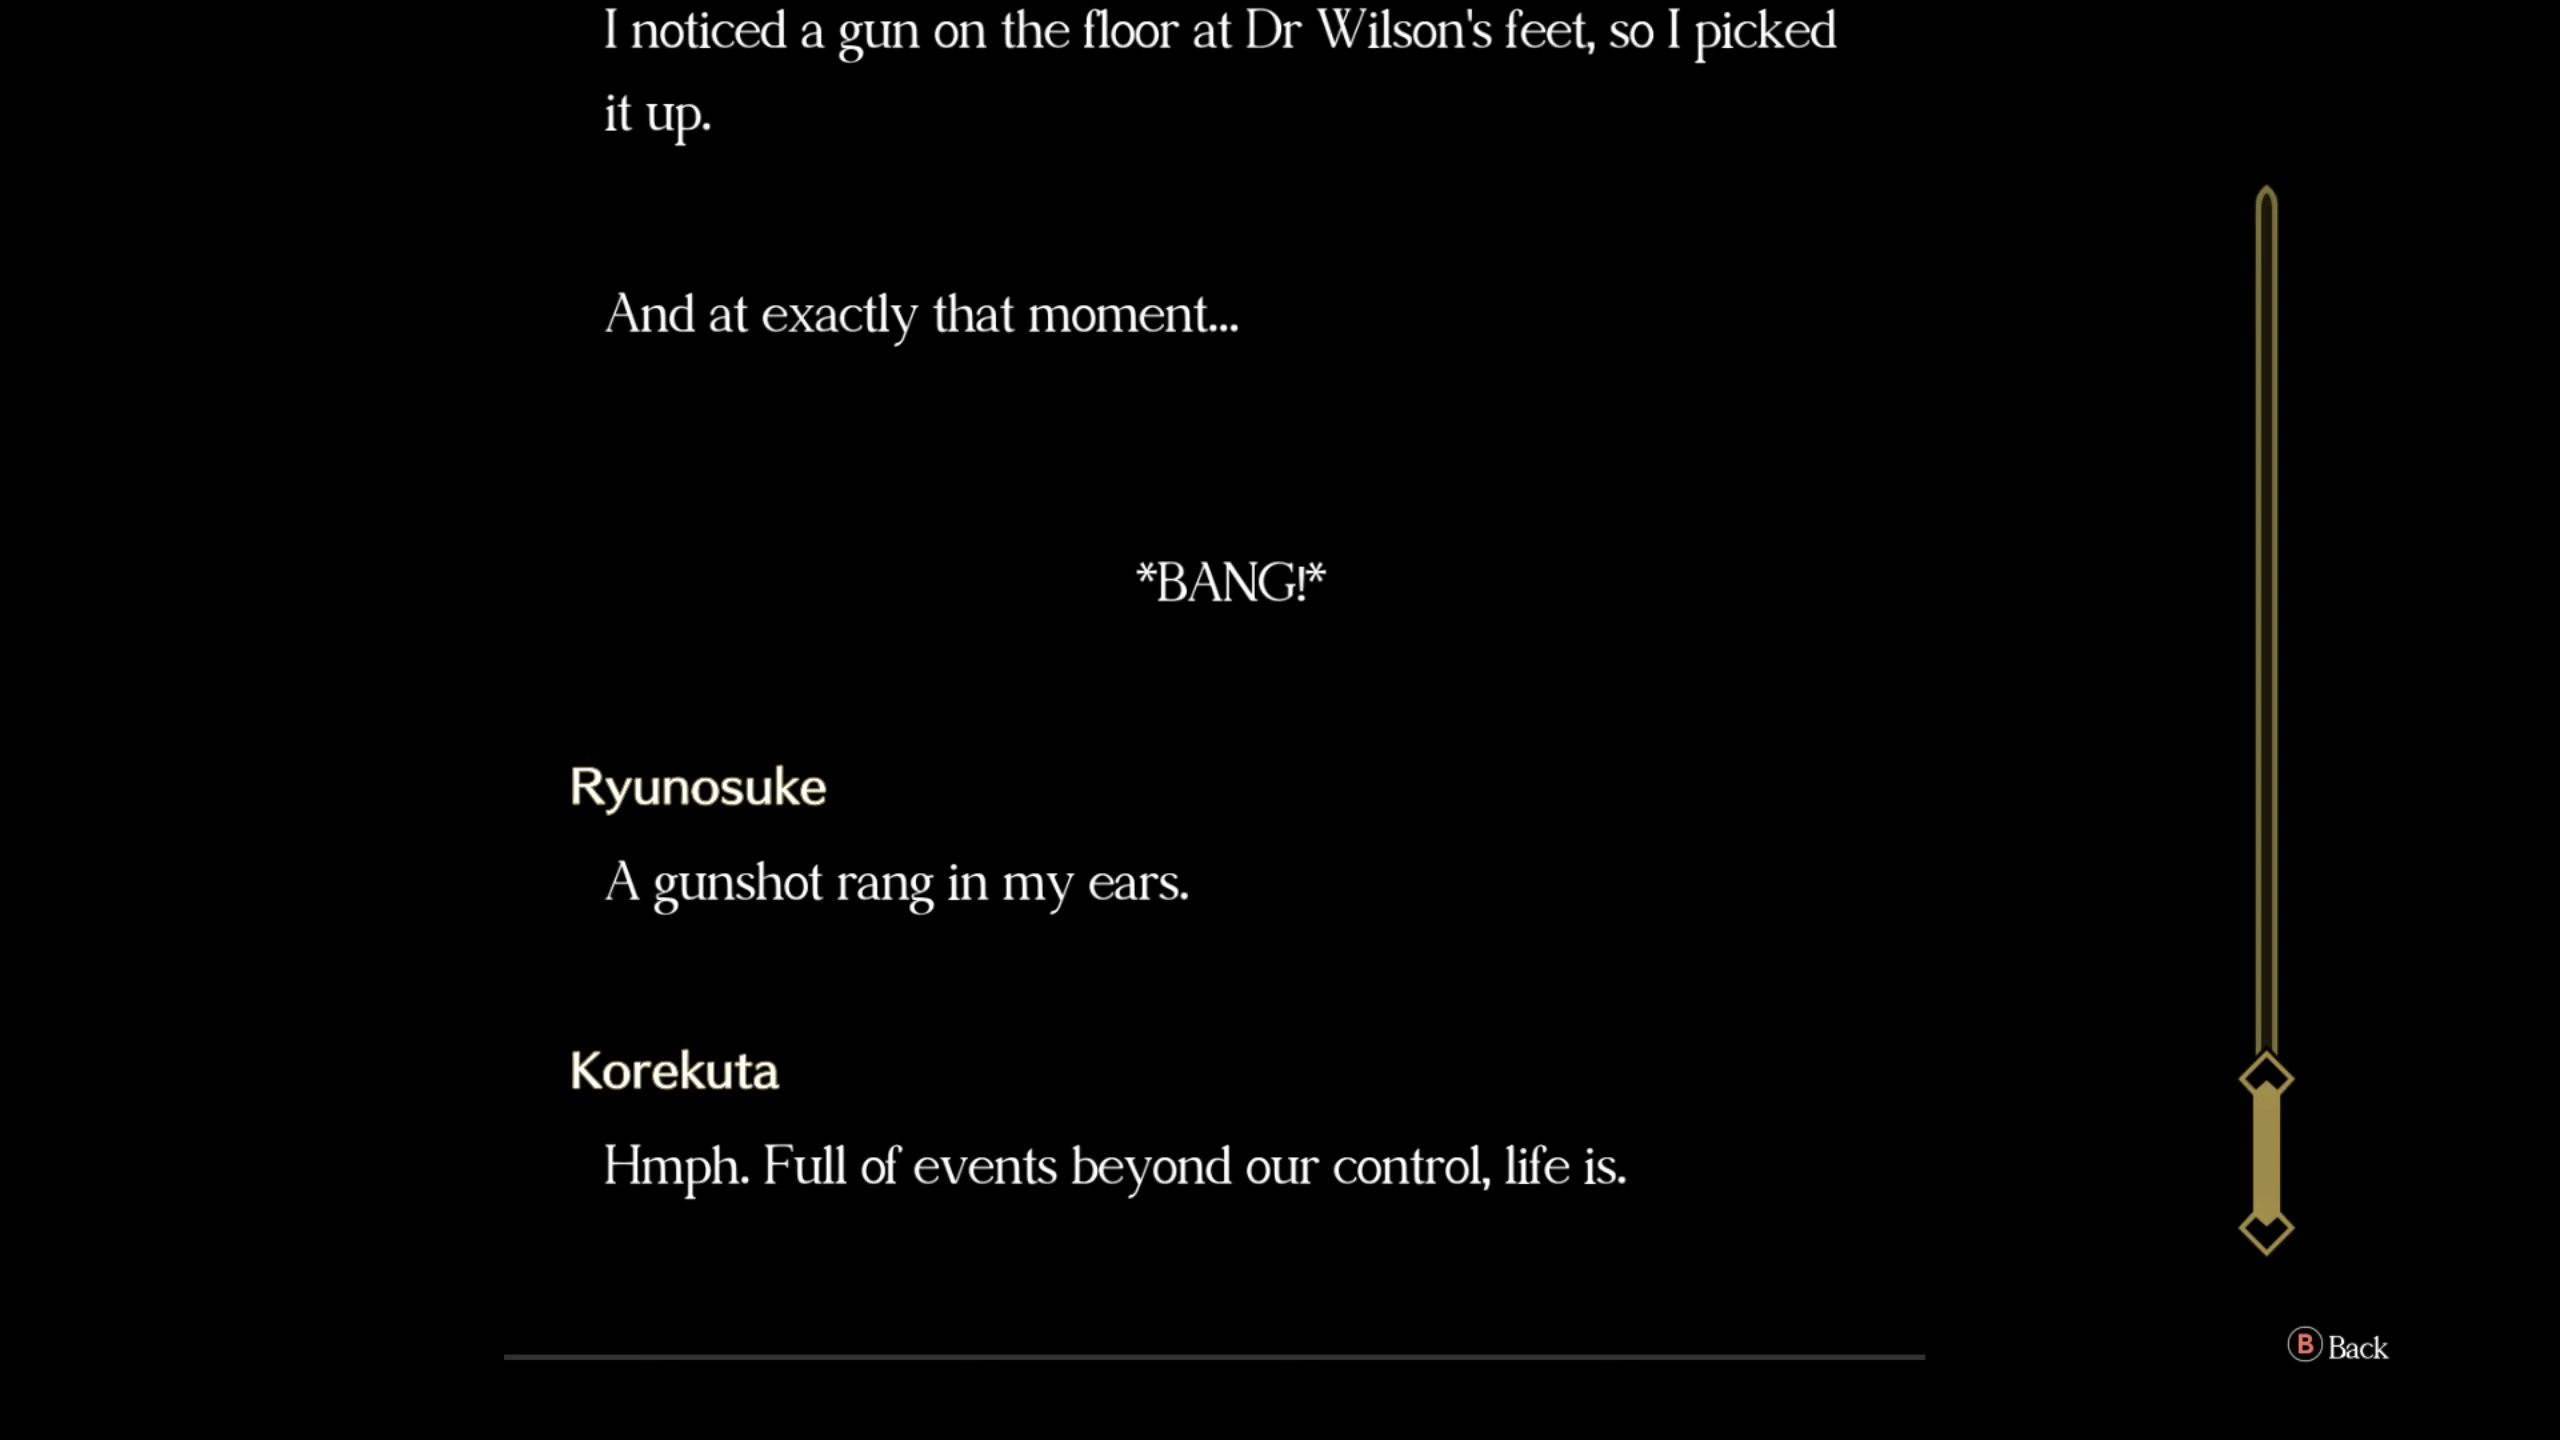 I noticed a gun on the floor at Dr Wilson's feet, so I picked
it up.
And at exactly that moment...
*BANG!*
Ryunosuke
A gunshot rang in my ears.
Korekuta
Hmph. Full of events beyond our control, life is.
B Back